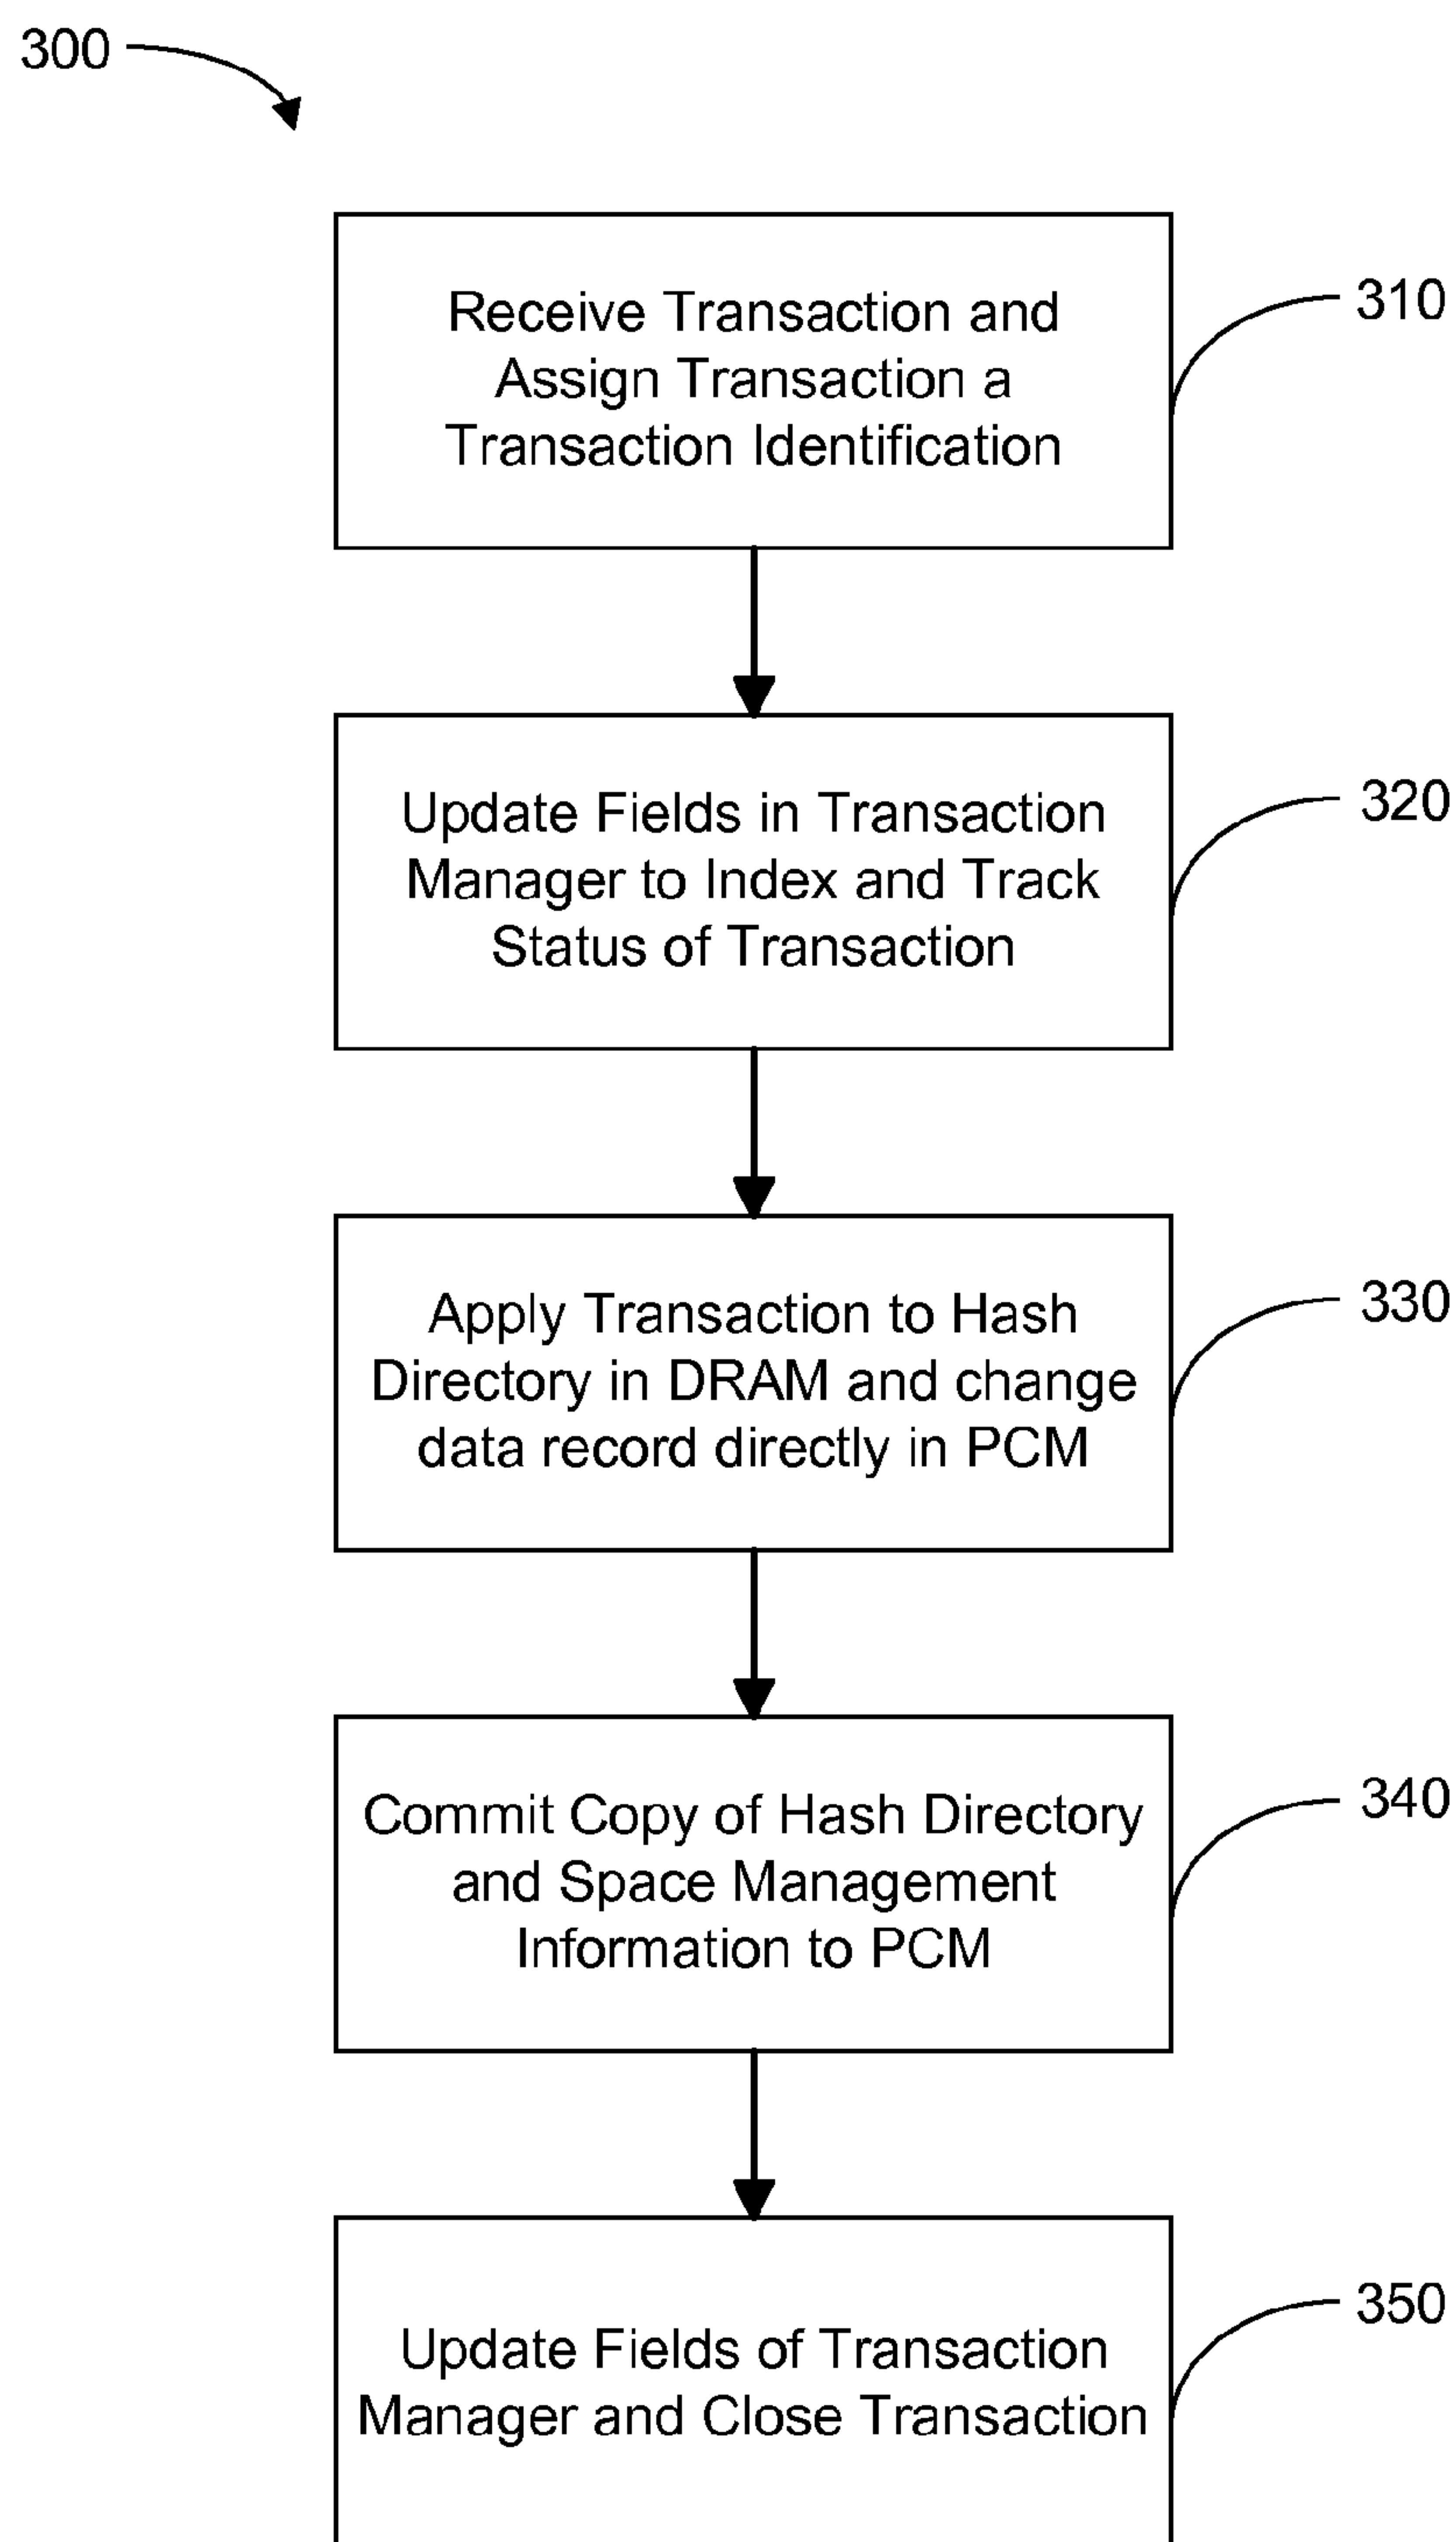 300
Receive Transaction and
Assign Transaction a
Transaction Identification
310
Update Fields in Transaction
Manager to Index and Track
Status of Transaction
320
Apply Transaction to Hash
Directory in DRAM and change
data record directly in PCM
330
Commit Copy of Hash Directory
and Space Management
Information to PCM
340
Update Fields of Transaction
Manager and Close Transaction
350